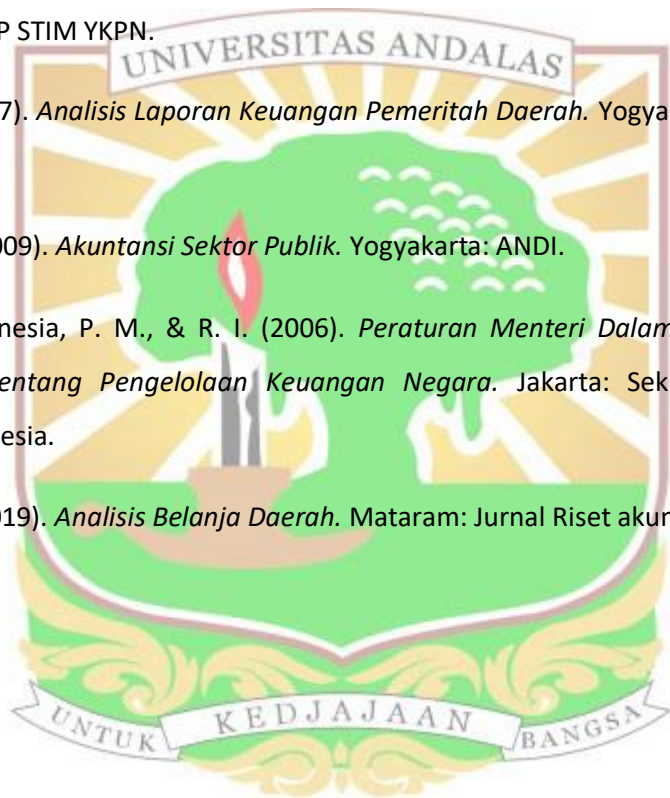 P STIM YKPN.
UNIVERSITAS ANDALAS
7). Analisis Laporan Keuangan Pemeritah Daerah. Yogya
009). Akuntansi Sektor Publik. Yogyakarta: ANDI.
nesia, P. M., & R. I. (2006). Peraturan Menteri Dalam
entang Pengelolaan Keuangan Negara. Jakarta: Sek
esia.
019). Analisis Belanja Daerah. Mataram: Jurnal Riset akun
UNTUK KEDJAJAAN BANGSA